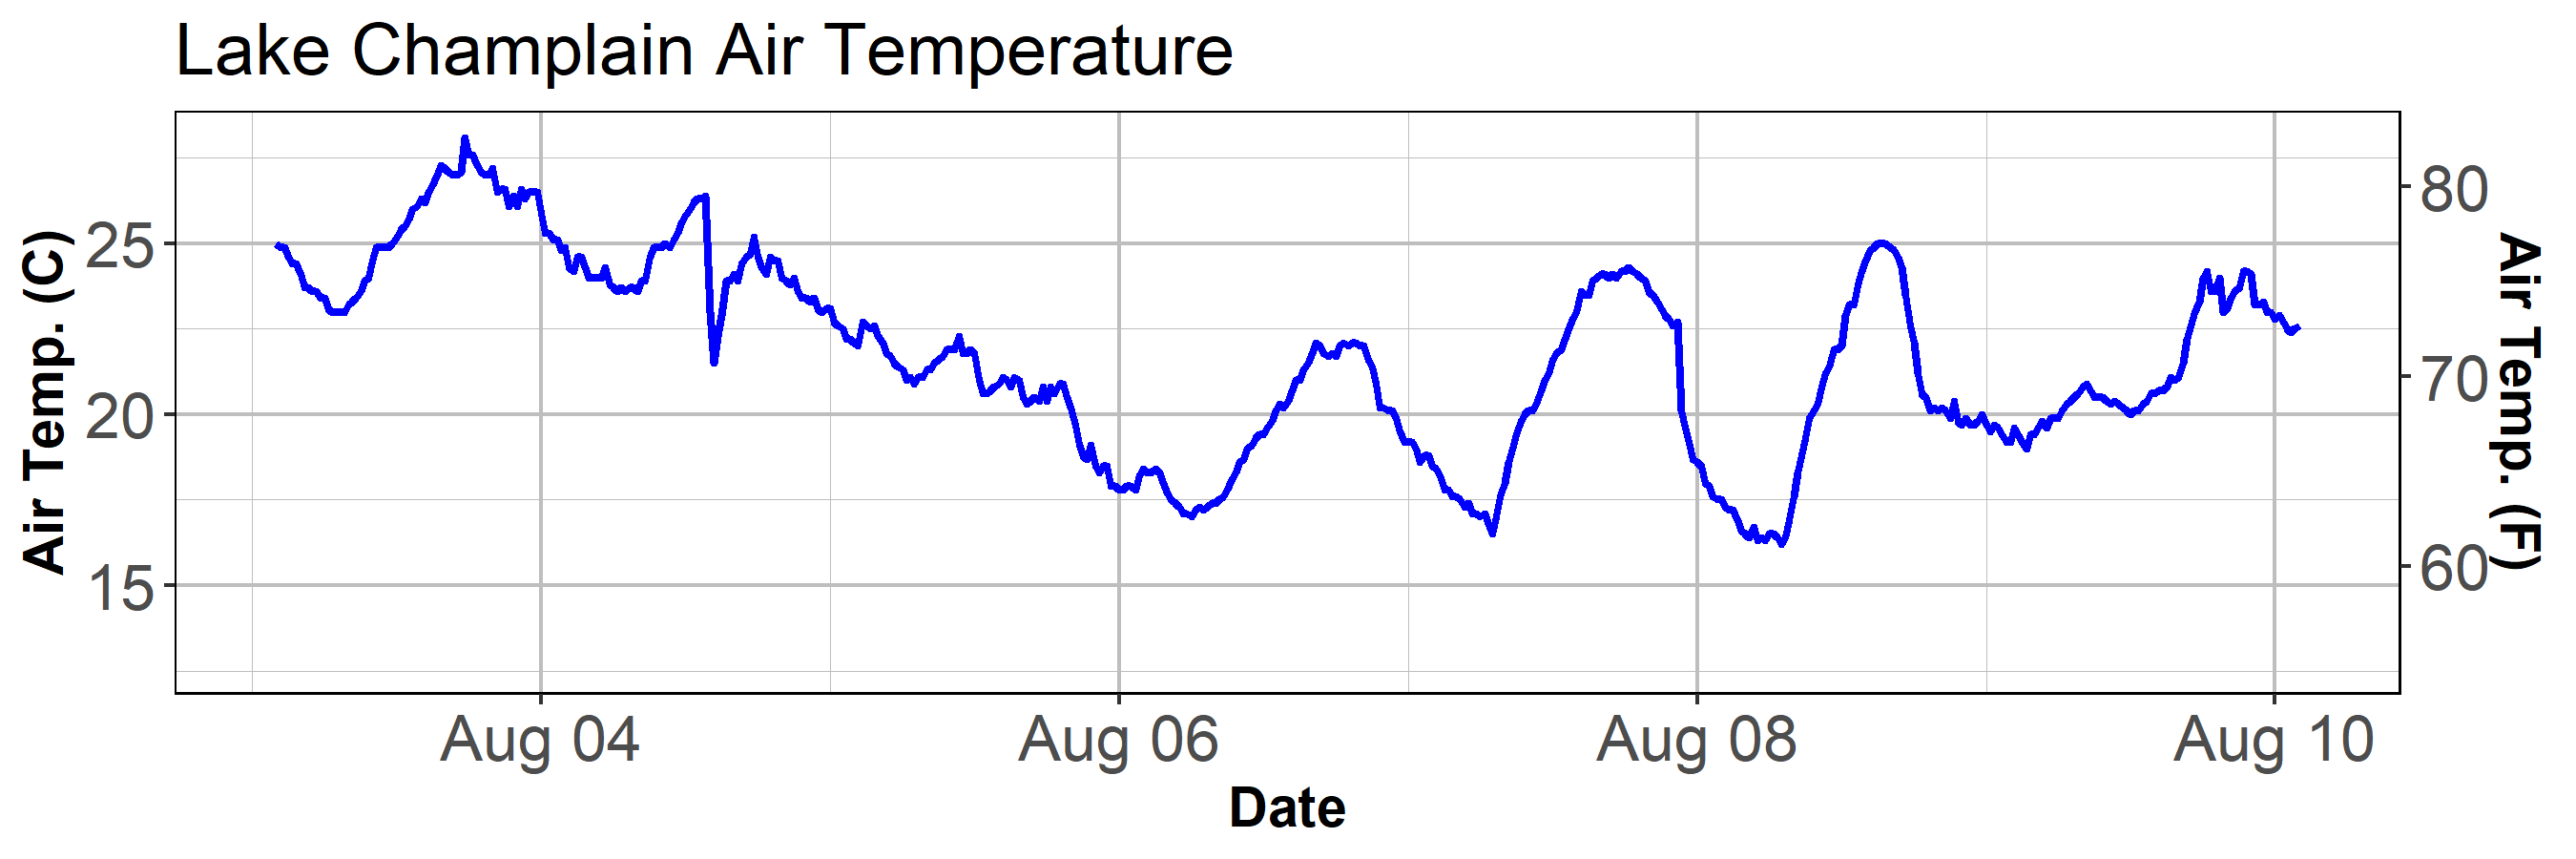 Lake Champlain Air Temperature
Air Temp. (C)
25
20
15
80
70
60
Air Temp. (F)
Aug 04
Aug 06
Aug 08
Aug 10
Date